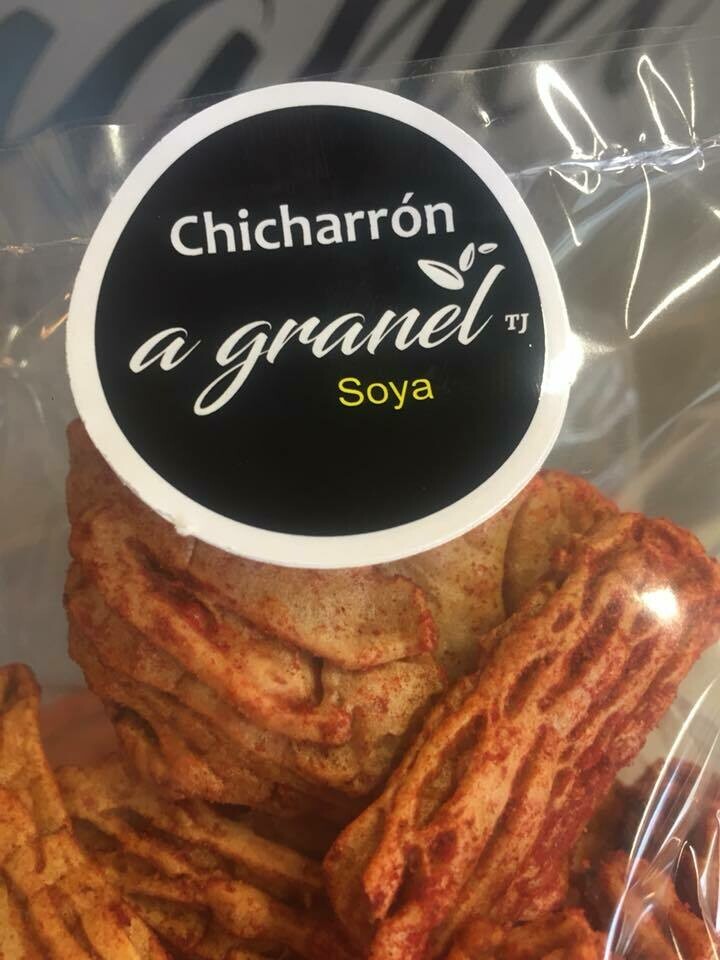 Chicharrón
a granel TJ
Soya